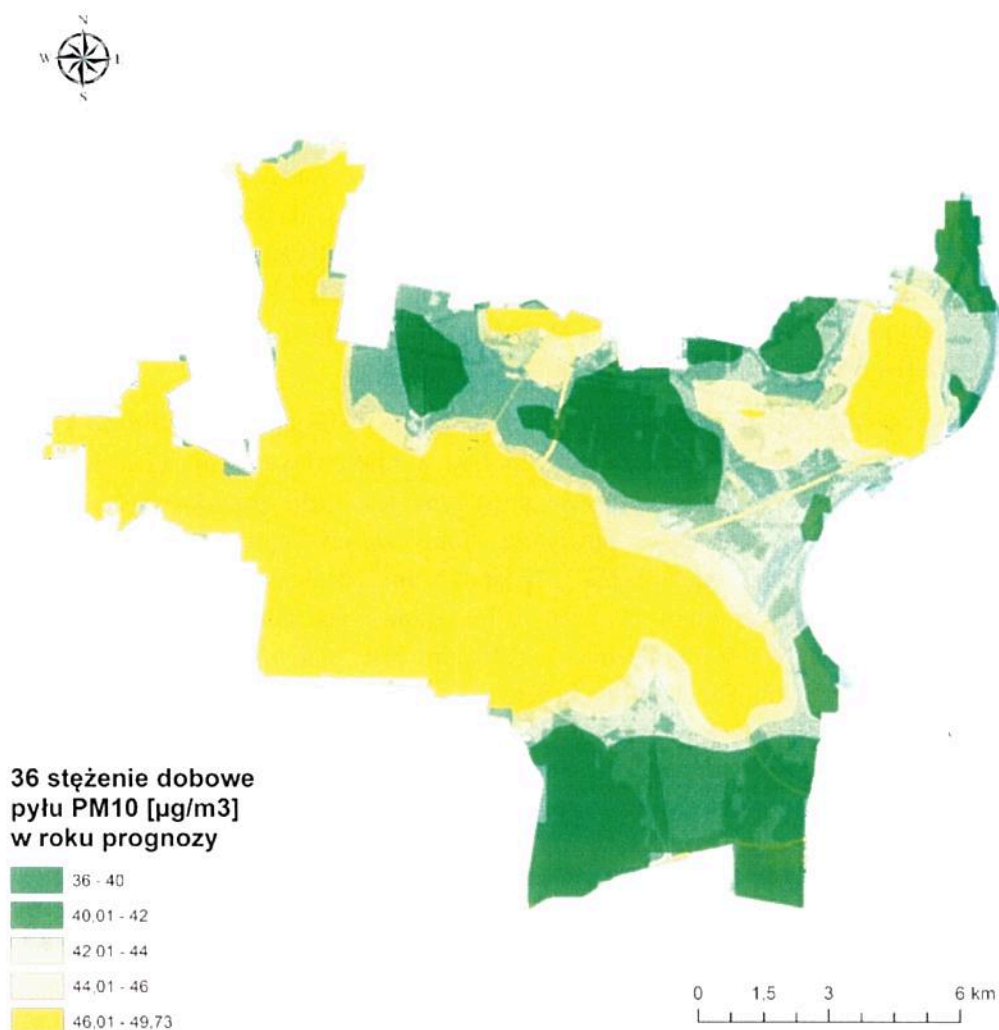 N
W
S
36 stężenie dobowe
pyłu PM10 [µg/m3]
w roku prognozy
36 - 40
40,01 - 42
42 01 - 44
44,01 - 46
46,01 - 49.73
0 1,5 3 6 km